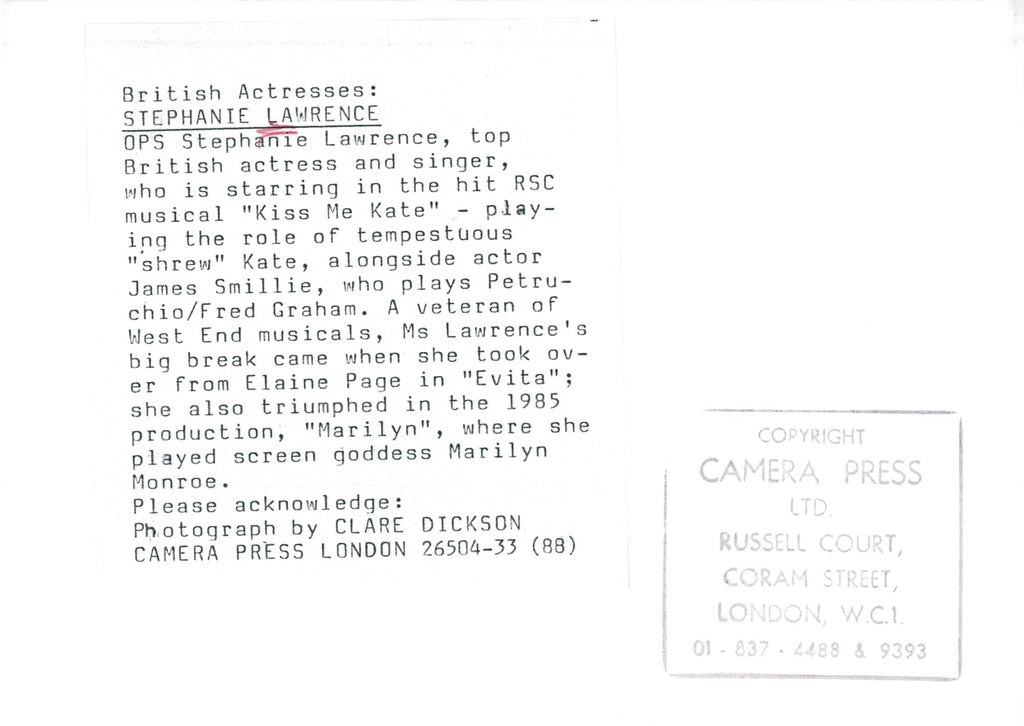 British Actresses:
STEPHANIE LAWRENCE
OPS Stephanie Lawrence, top
British actress and singer,
who is starring in the hit RSC
musical "Kiss Me Kate" - play-
ing the role of tempestuous
"shrew" Kate, alongside actor
James Smillie, who plays Petru-
chio/Fred Graham. A veteran of
West End musicals, Ms Lawrence's
big break came when she took ov-
er from Elaine Page in "Evita";
she also triumphed in the 1985
production, "Marilyn", where she
played screen goddess Marilyn
Monroe.
Please acknowledge:
Photograph by CLARE DICKSON
CAMERA PRESS LONDON 26504-33 (88)
COPYRIGHT
CAMERA PRESS
LTD.
RUSSELL COURT,
CORAM STREET,
LONDON, W.C.1.
01 - 837 - 4488 & 9393